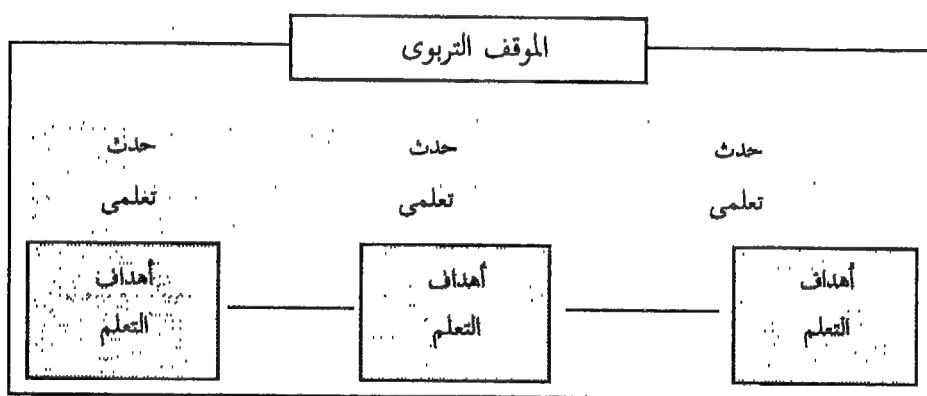 الموقف التربوى
حدث
تعلمى
أهداف
التعلم
حدث
تعلمى
أهداف
التعلم
حدث
تعلمى
أهداف
التعلم